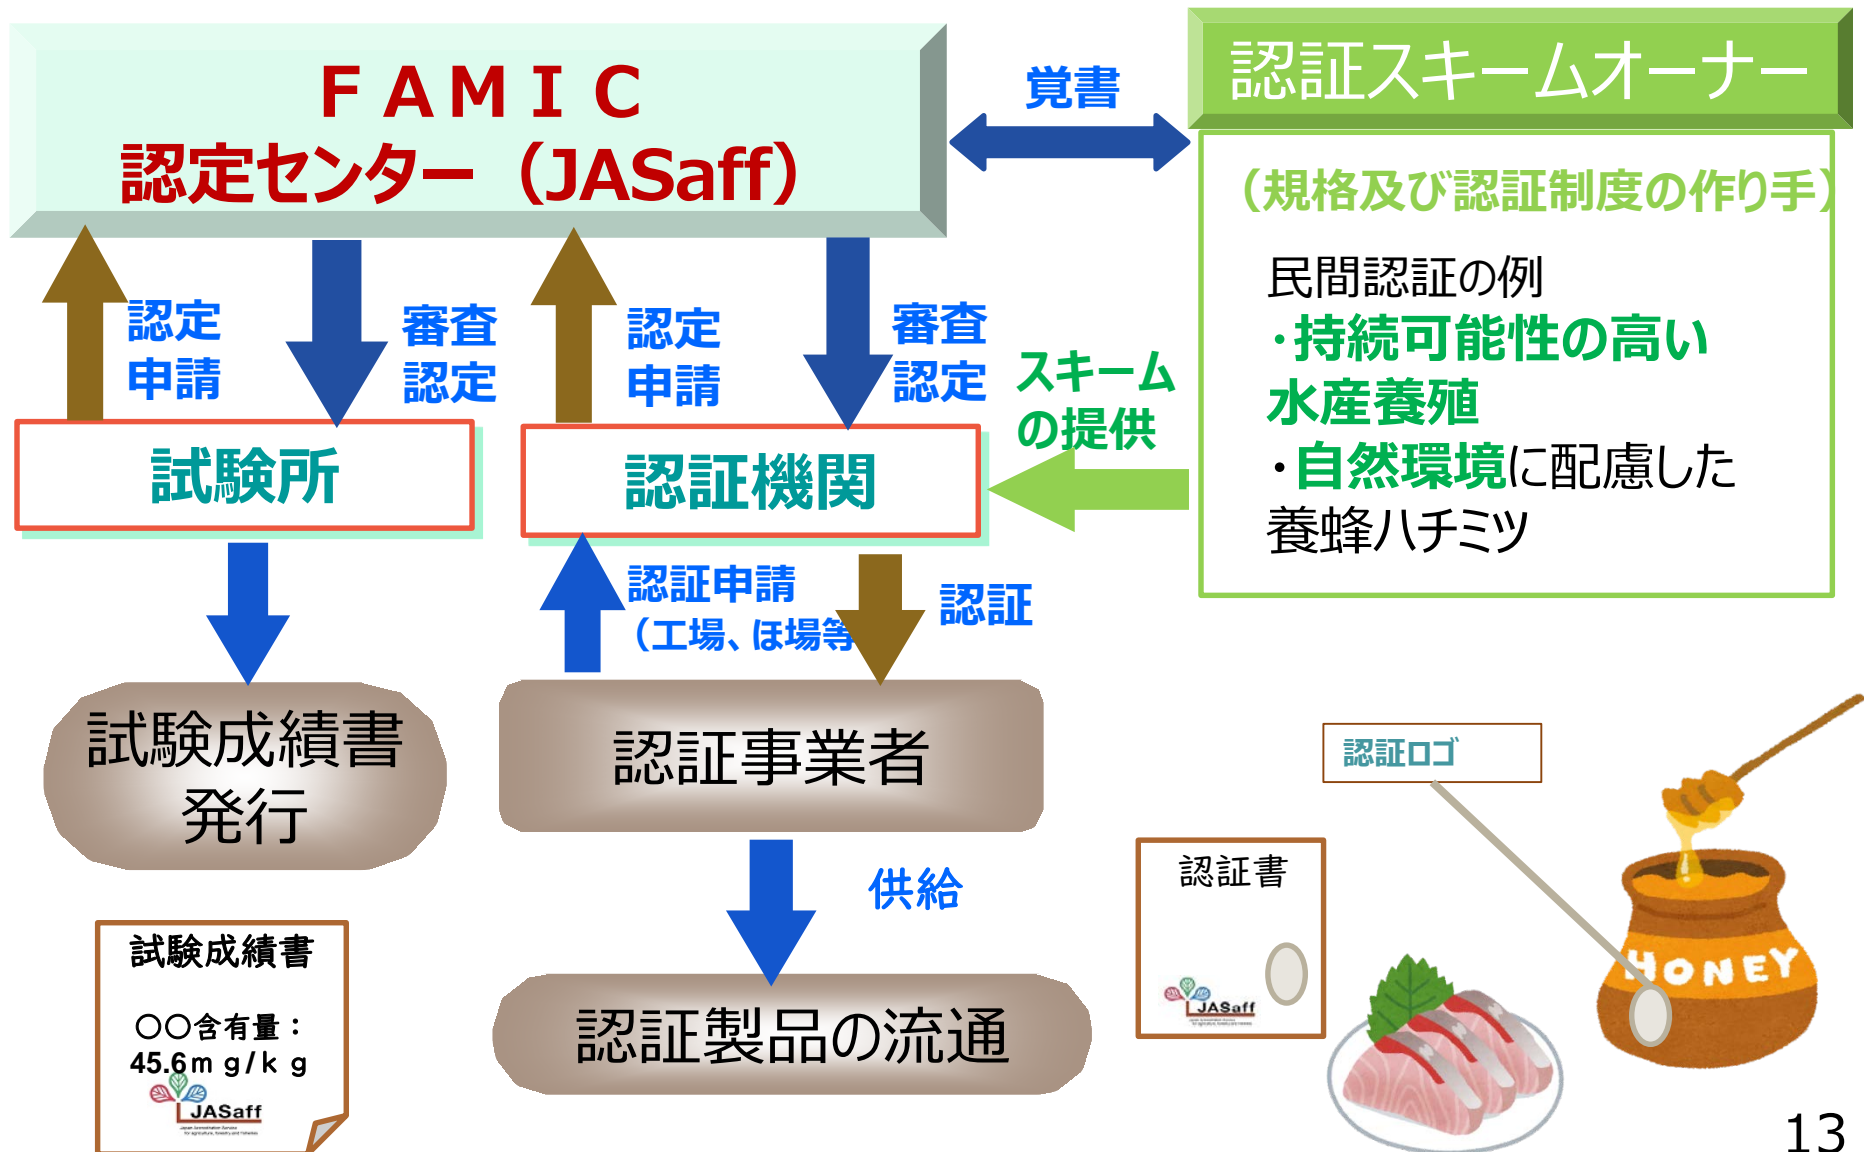 ＦＡＭＩＣ
認定センター（JASaff）
覚書
認証スキームオーナー
（規格及び認証制度の作り手）
民間認証の例
・持続可能性の高い
水産養殖
・自然環境に配慮した
養蜂ハチミツ
認定
申請
審査
認定
認定
申請
審査
認定
スキーム
の提供
試験所
認証機関
認証申請
（工場、ほ場等
認証
試験成績書
発行
認証事業者
供給
認証製品の流通
試験成績書
〇〇含有量：
45.6ｍｇ/ｋｇ
JASaff
認証ロゴ
認証書
JASaff
HONEY
13